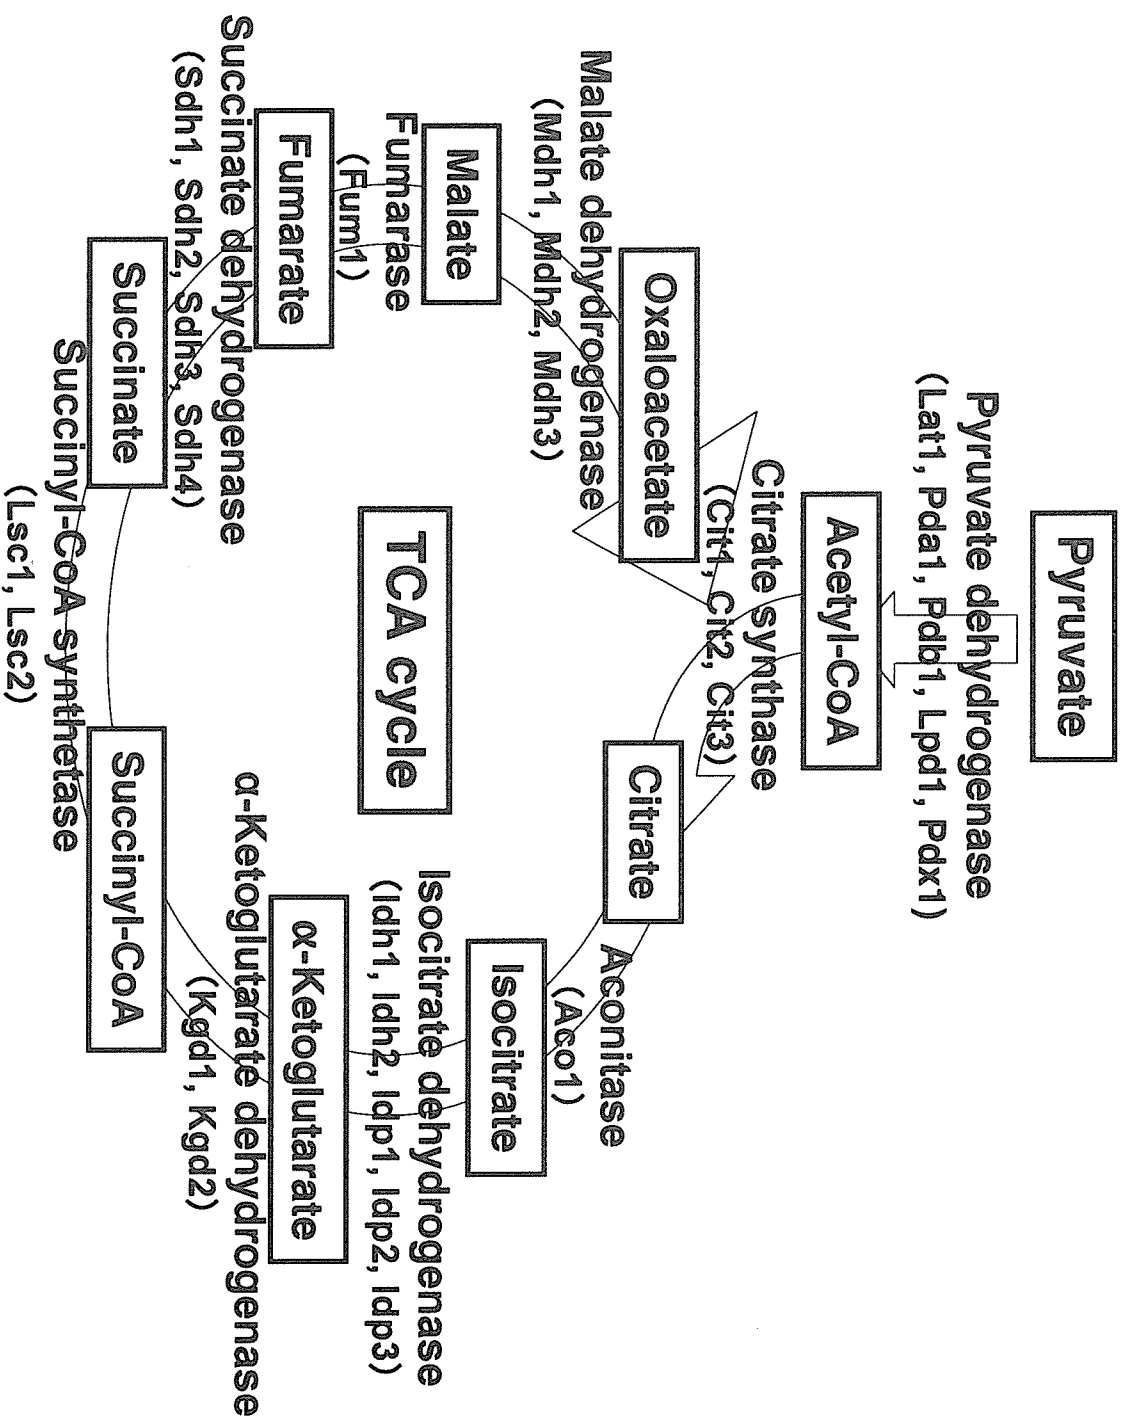 Pyruvate
Pyruvate dehydrogenase
(Lat1, Pda1, Pdb1, Lpd1, Pdx1)
Acetyl-CoA
Citrate synthase
(Cit1, Cit2, Cit3)
Oxaloacetate
Citrate
Aconitase
(Aco1)
Malate dehydrogenase
(Mdh1, Mdh2, Mdh3)
Isocitrate
Malate
Isocitrate dehydrogenase
(Idh1, Idh2, Idp1, Idp2, Idp3)
TCA cycle
Fumarase
(Fum1)
Fumarate
α-Ketoglutarate
α-Ketoglutarate dehydrogenase
(Kgd1, Kgd2)
Succinate dehydrogenase
(Sdh1, Sdh2, Sdh3, Sdh4)
Succinate
Succinyl-CoA
Succinyl-CoA synthetase
(Lsc1, Lsc2)